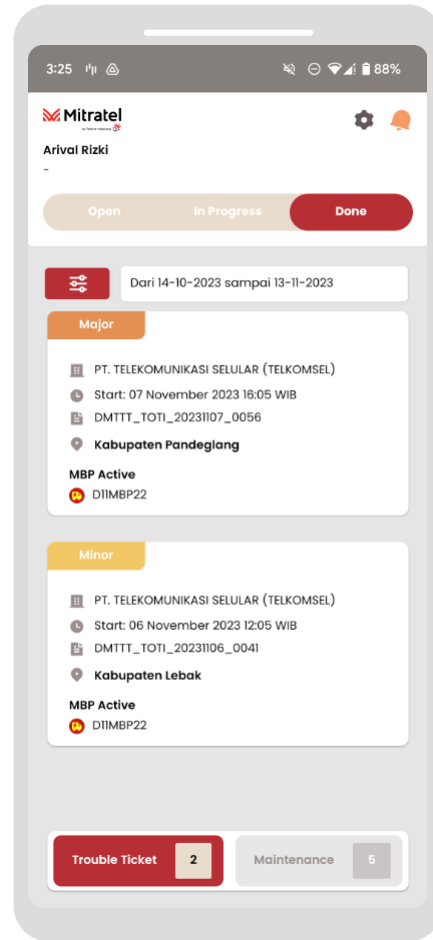 3:25
88%
Mitratel
by Telkom Indonesia
Arival Rizki
-
Open In Progress Done
Dari 14-10-2023 sampai 13-11-2023
Major
PT. TELEKOMUNIKASI SELULAR (TELKOMSEL)
Start: 07 November 2023 16:05 WIB
DMTTT_TOTI_20231107_0056
Kabupaten Pandeglang
MBP Active
D11MBP22
Minor
PT. TELEKOMUNIKASI SELULAR (TELKOMSEL)
Start: 06 November 2023 12:05 WIB
DMTTT_TOTI_20231106_0041
Kabupaten Lebak
MBP Active
D11MBP22
Trouble Ticket 2 Maintenance 5